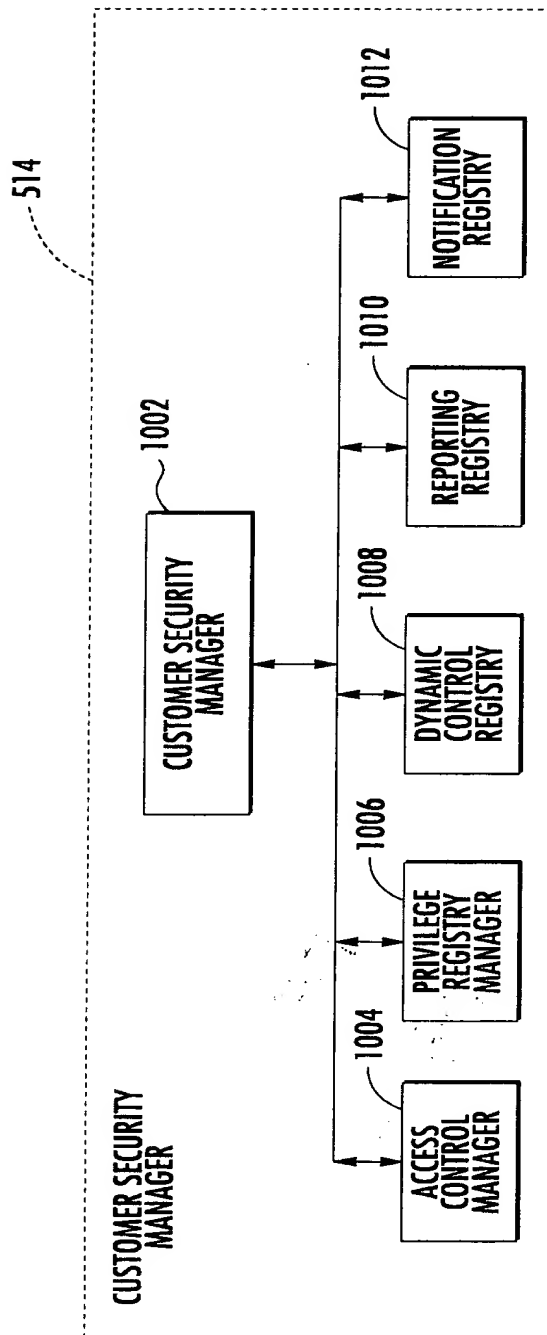 514
CUSTOMER SECURITY
MANAGER
1002
CUSTOMER SECURITY
MANAGER
1004
ACCESS
CONTROL
MANAGER
1006
PRIVILEGE
REGISTRY
MANAGER
1008
DYNAMIC
CONTROL
REGISTRY
1010
REPORTING
REGISTRY
1012
NOTIFICATION
REGISTRY